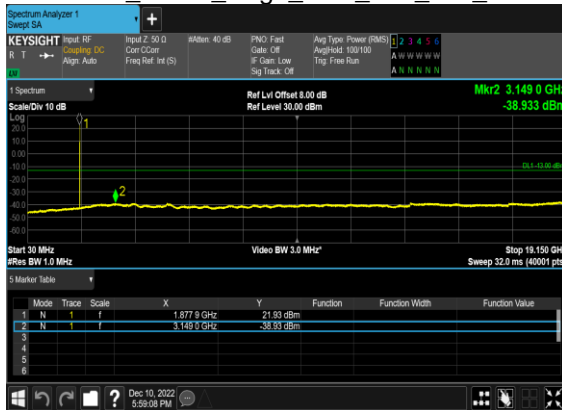 Spectrum Analyzer 1
Swept SA
+
KEYSIGHT Input: RF Input Z: 50 Ω #Atten: 40 dB PNO: Fast Avg Type: Power (RMS) 1 2 3 4 5 6
R T Coupling: DC Corr CCorr Gate: Off Avg|Hold: 100/100 A W W W W W
Align: Auto Freq Ref: Int (S) IF Gain: Low Trig: Free Run
LXI Sig Track: Off A N N N N N
1 Spectrum Ref Lvl Offset 8.00 dB Mkr2 3.149 0 GHz
Scale/Div 10 dB Ref Level 30.00 dBm -38.933 dBm
Log
1
20.0
10.0
0.00
-10.0
DL1 -13.00 dBm
-20.0
-30.0
2
-40.0
-50.0
-60.0
Start 30 MHz Video BW 3.0 MHz* Stop 19.150 GH
#Res BW 1.0 MHz Sweep 32.0 ms (40001 pts
5 Marker Table
Mode Trace Scale X Y Function Function Width Function Value
1 N 1 f 1.877 9 GHz 21.93 dBm
2 N 1 f 3.149 0 GHz -38.93 dBm
3
4
5
6
? Dec 10, 2022
5:59:08 PM